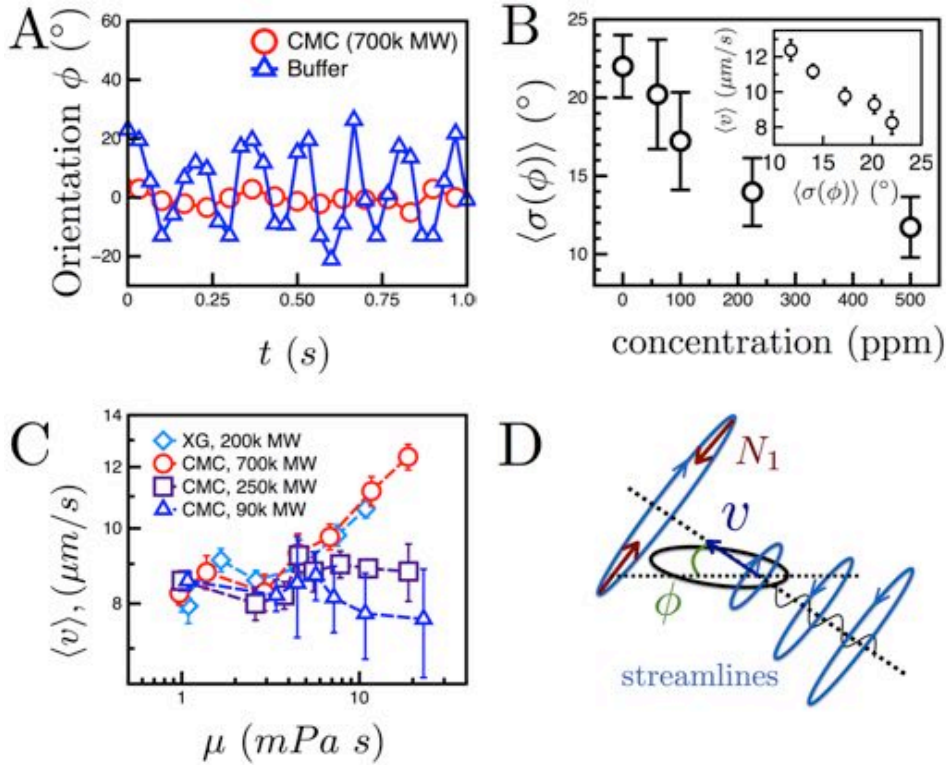 A
Orientation ϕ (°)
60
40
20
0
−20
CMC (700k MW)
Buffer
0
0.25
0.50
0.75
1.0
t (s)
B
⟨σ(ϕ)⟩ (°)
25
20
15
10
0
100
200
300
400
500
concentration (ppm)
⟨v⟩ (μm/s)
12
10
8
10
15
20
25
⟨σ(ϕ)⟩ (°)
C
⟨v⟩, (μm/s)
14
12
10
8
XG, 200k MW
CMC, 700k MW
CMC, 250k MW
CMC, 90k MW
1
10
μ (mPa s)
D
N₁
v
ϕ
streamlines